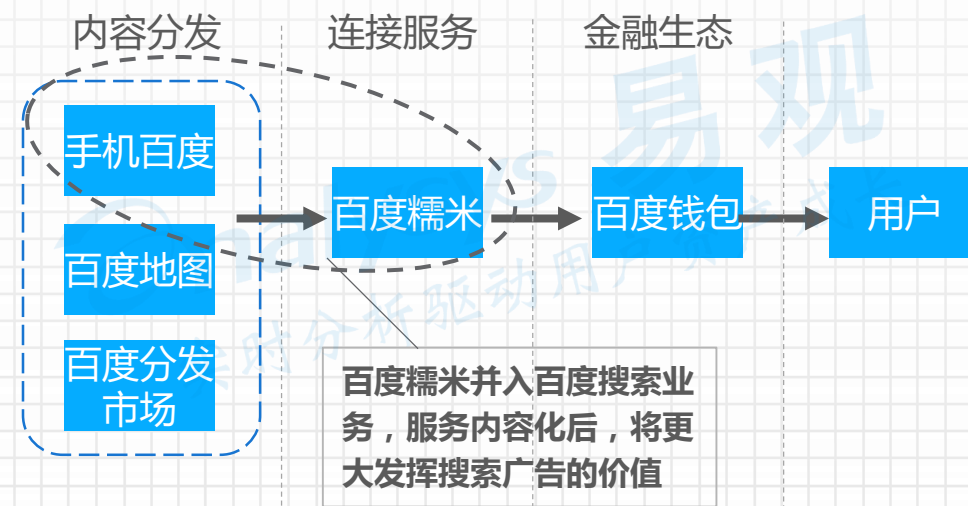 内容分发
连接服务
金融生态
手机百度
百度地图
百度分发
市场
百度糯米
百度钱包
用户
百度糯米并入百度搜索业
务，服务内容化后，将更
大发挥搜索广告的价值
易观